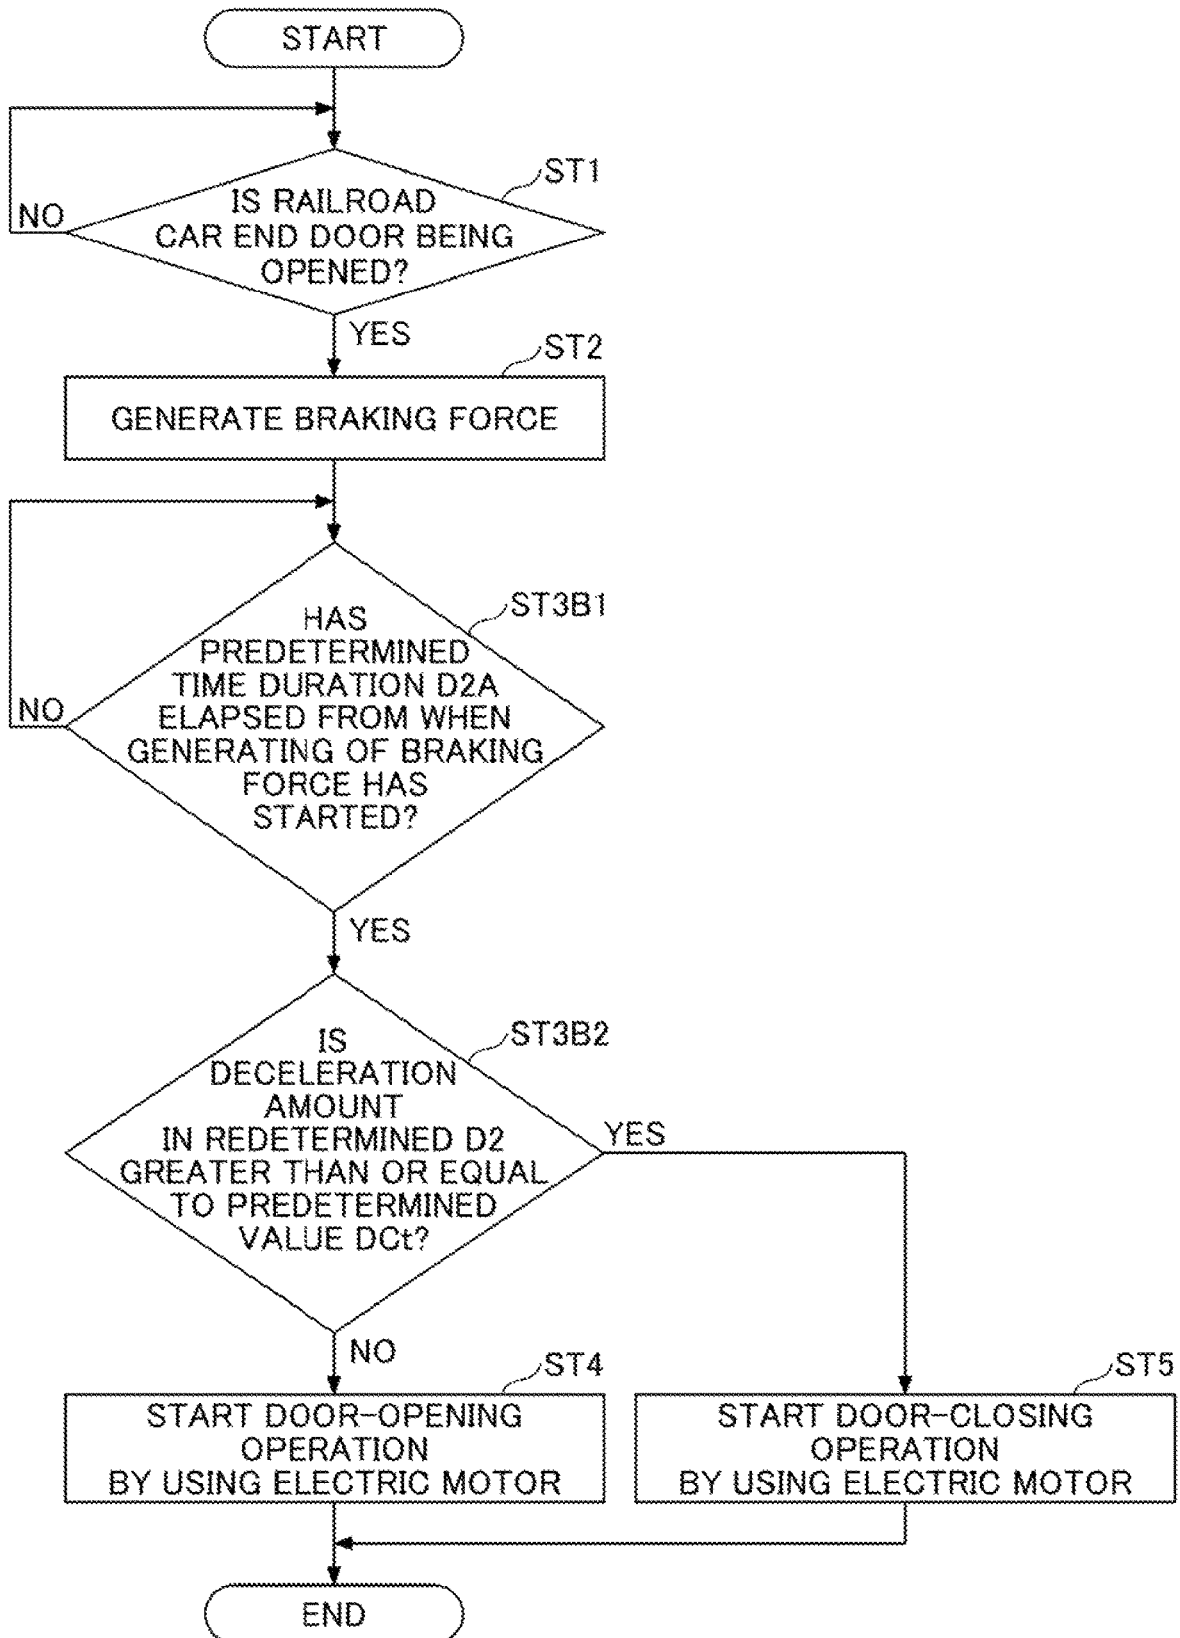 START
ST1
IS RAILROAD
CAR END DOOR BEING
OPENED?
NO
YES
ST2
GENERATE BRAKING FORCE
ST3B1
HAS
PREDETERMINED
TIME DURATION D2A
ELAPSED FROM WHEN
GENERATING OF BRAKING
FORCE HAS
STARTED?
NO
YES
ST3B2
IS
DECELERATION
AMOUNT
IN REDETERMINED D2
GREATER THAN OR EQUAL
TO PREDETERMINED
VALUE DCt?
YES
NO
ST4
START DOOR-OPENING
OPERATION
BY USING ELECTRIC MOTOR
ST5
START DOOR-CLOSING
OPERATION
BY USING ELECTRIC MOTOR
END